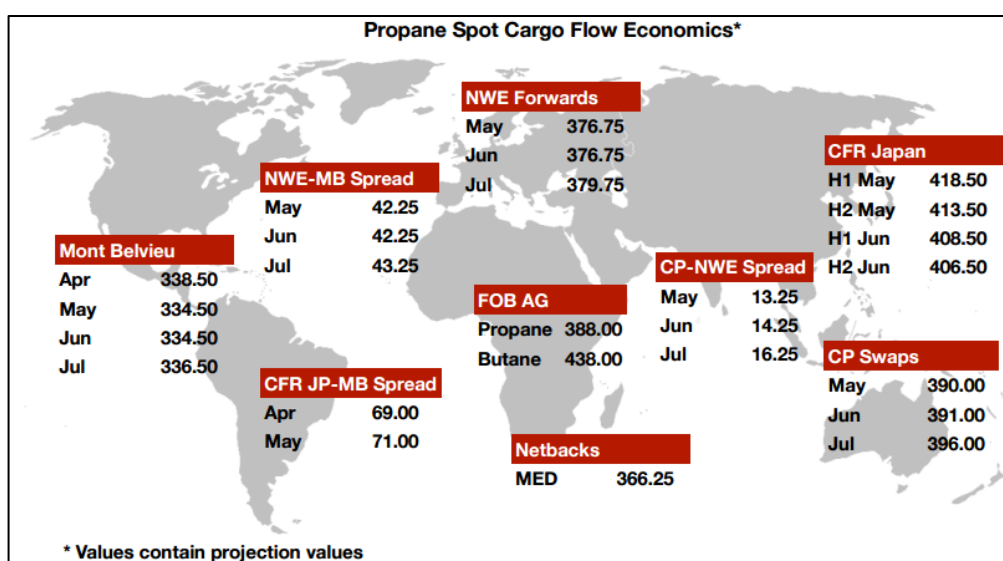 Propane Spot Cargo Flow Economics*
NWE Forwards
May 376.75
Jun 376.75
Jul 379.75
CFR Japan
H1 May 418.50
H2 May 413.50
H1 Jun 408.50
H2 Jun 406.50
NWE-MB Spread
May 42.25
Jun 42.25
Jul 43.25
Mont Belvieu
Apr 338.50
May 334.50
Jun 334.50
Jul 336.50
CP-NWE Spread
May 13.25
Jun 14.25
Jul 16.25
FOB AG
Propane 388.00
Butane 438.00
CP Swaps
May 390.00
Jun 391.00
Jul 396.00
CFR JP-MB Spread
Apr 69.00
May 71.00
Netbacks
MED 366.25
* Values contain projection values